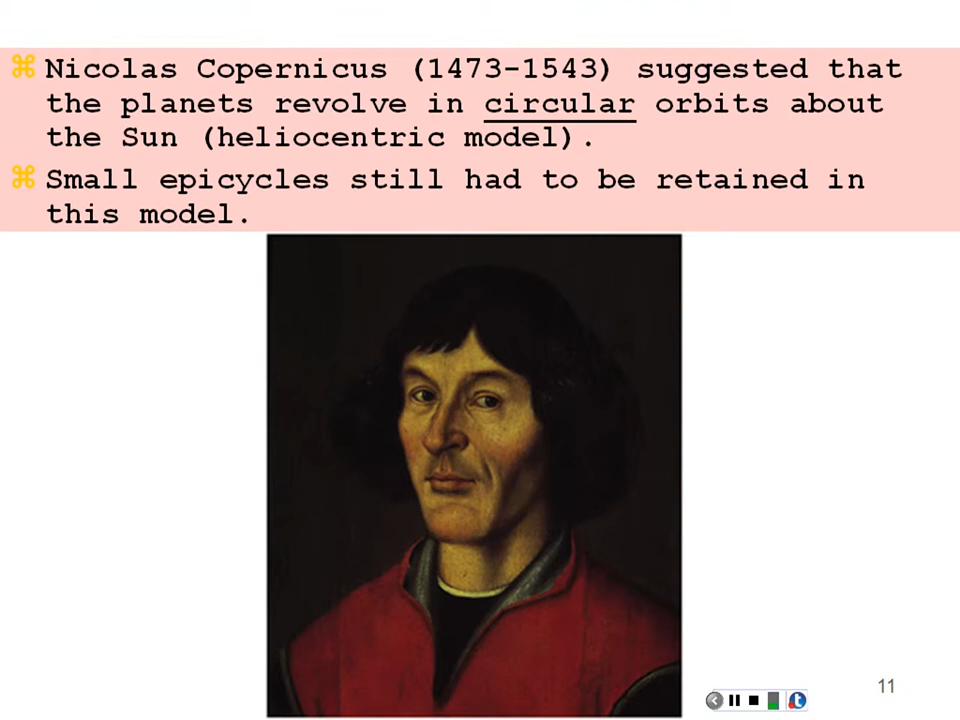 Nicolas Copernicus (1473-1543) suggested that
the planets revolve in circular orbits about
the Sun (heliocentric model).
Small epicycles still had to be retained in
this model.
11